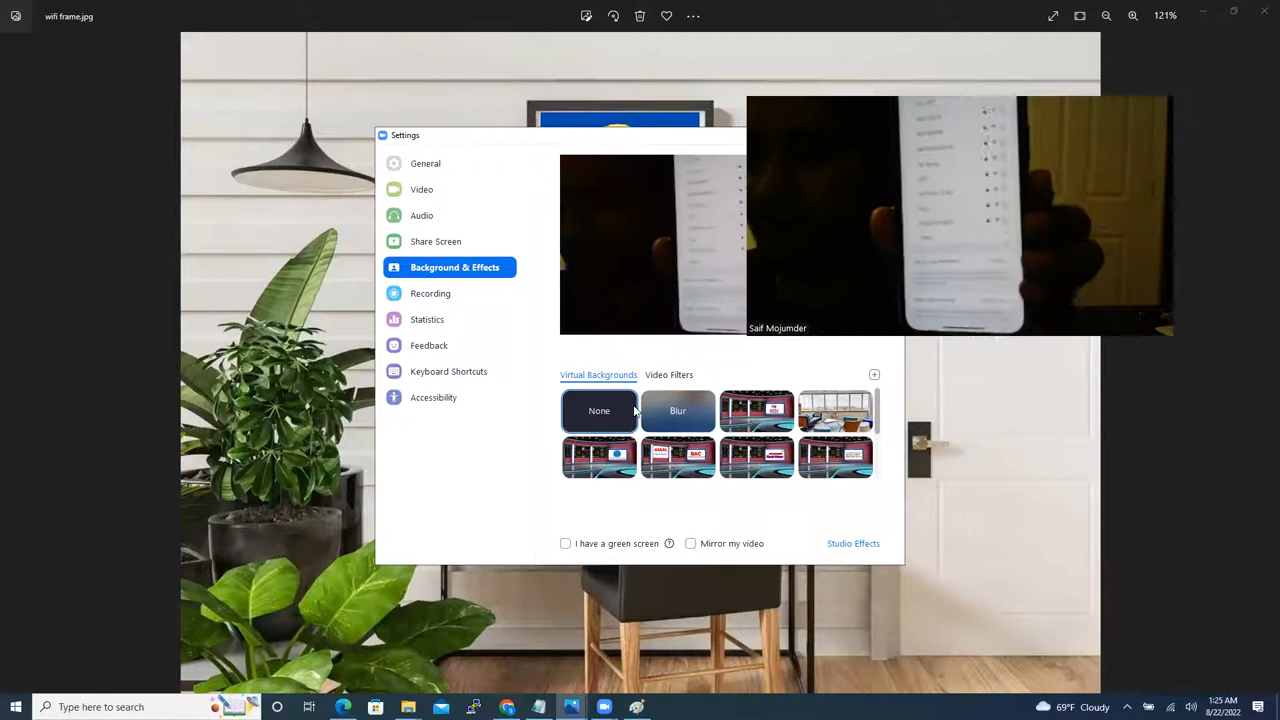 wifi frame.jpg
121%
Settings
General
Video
Audio
Share Screen
Background & Effects
Recording
Statistics
Feedback
Keyboard Shortcuts
Accessibility
Saif Mojumder
Virtual Backgrounds Video Filters
None
Blur
I have a green screen
Mirror my video
Studio Effects
Type here to search
69°F Cloudy
1:25 AM
8/22/2022